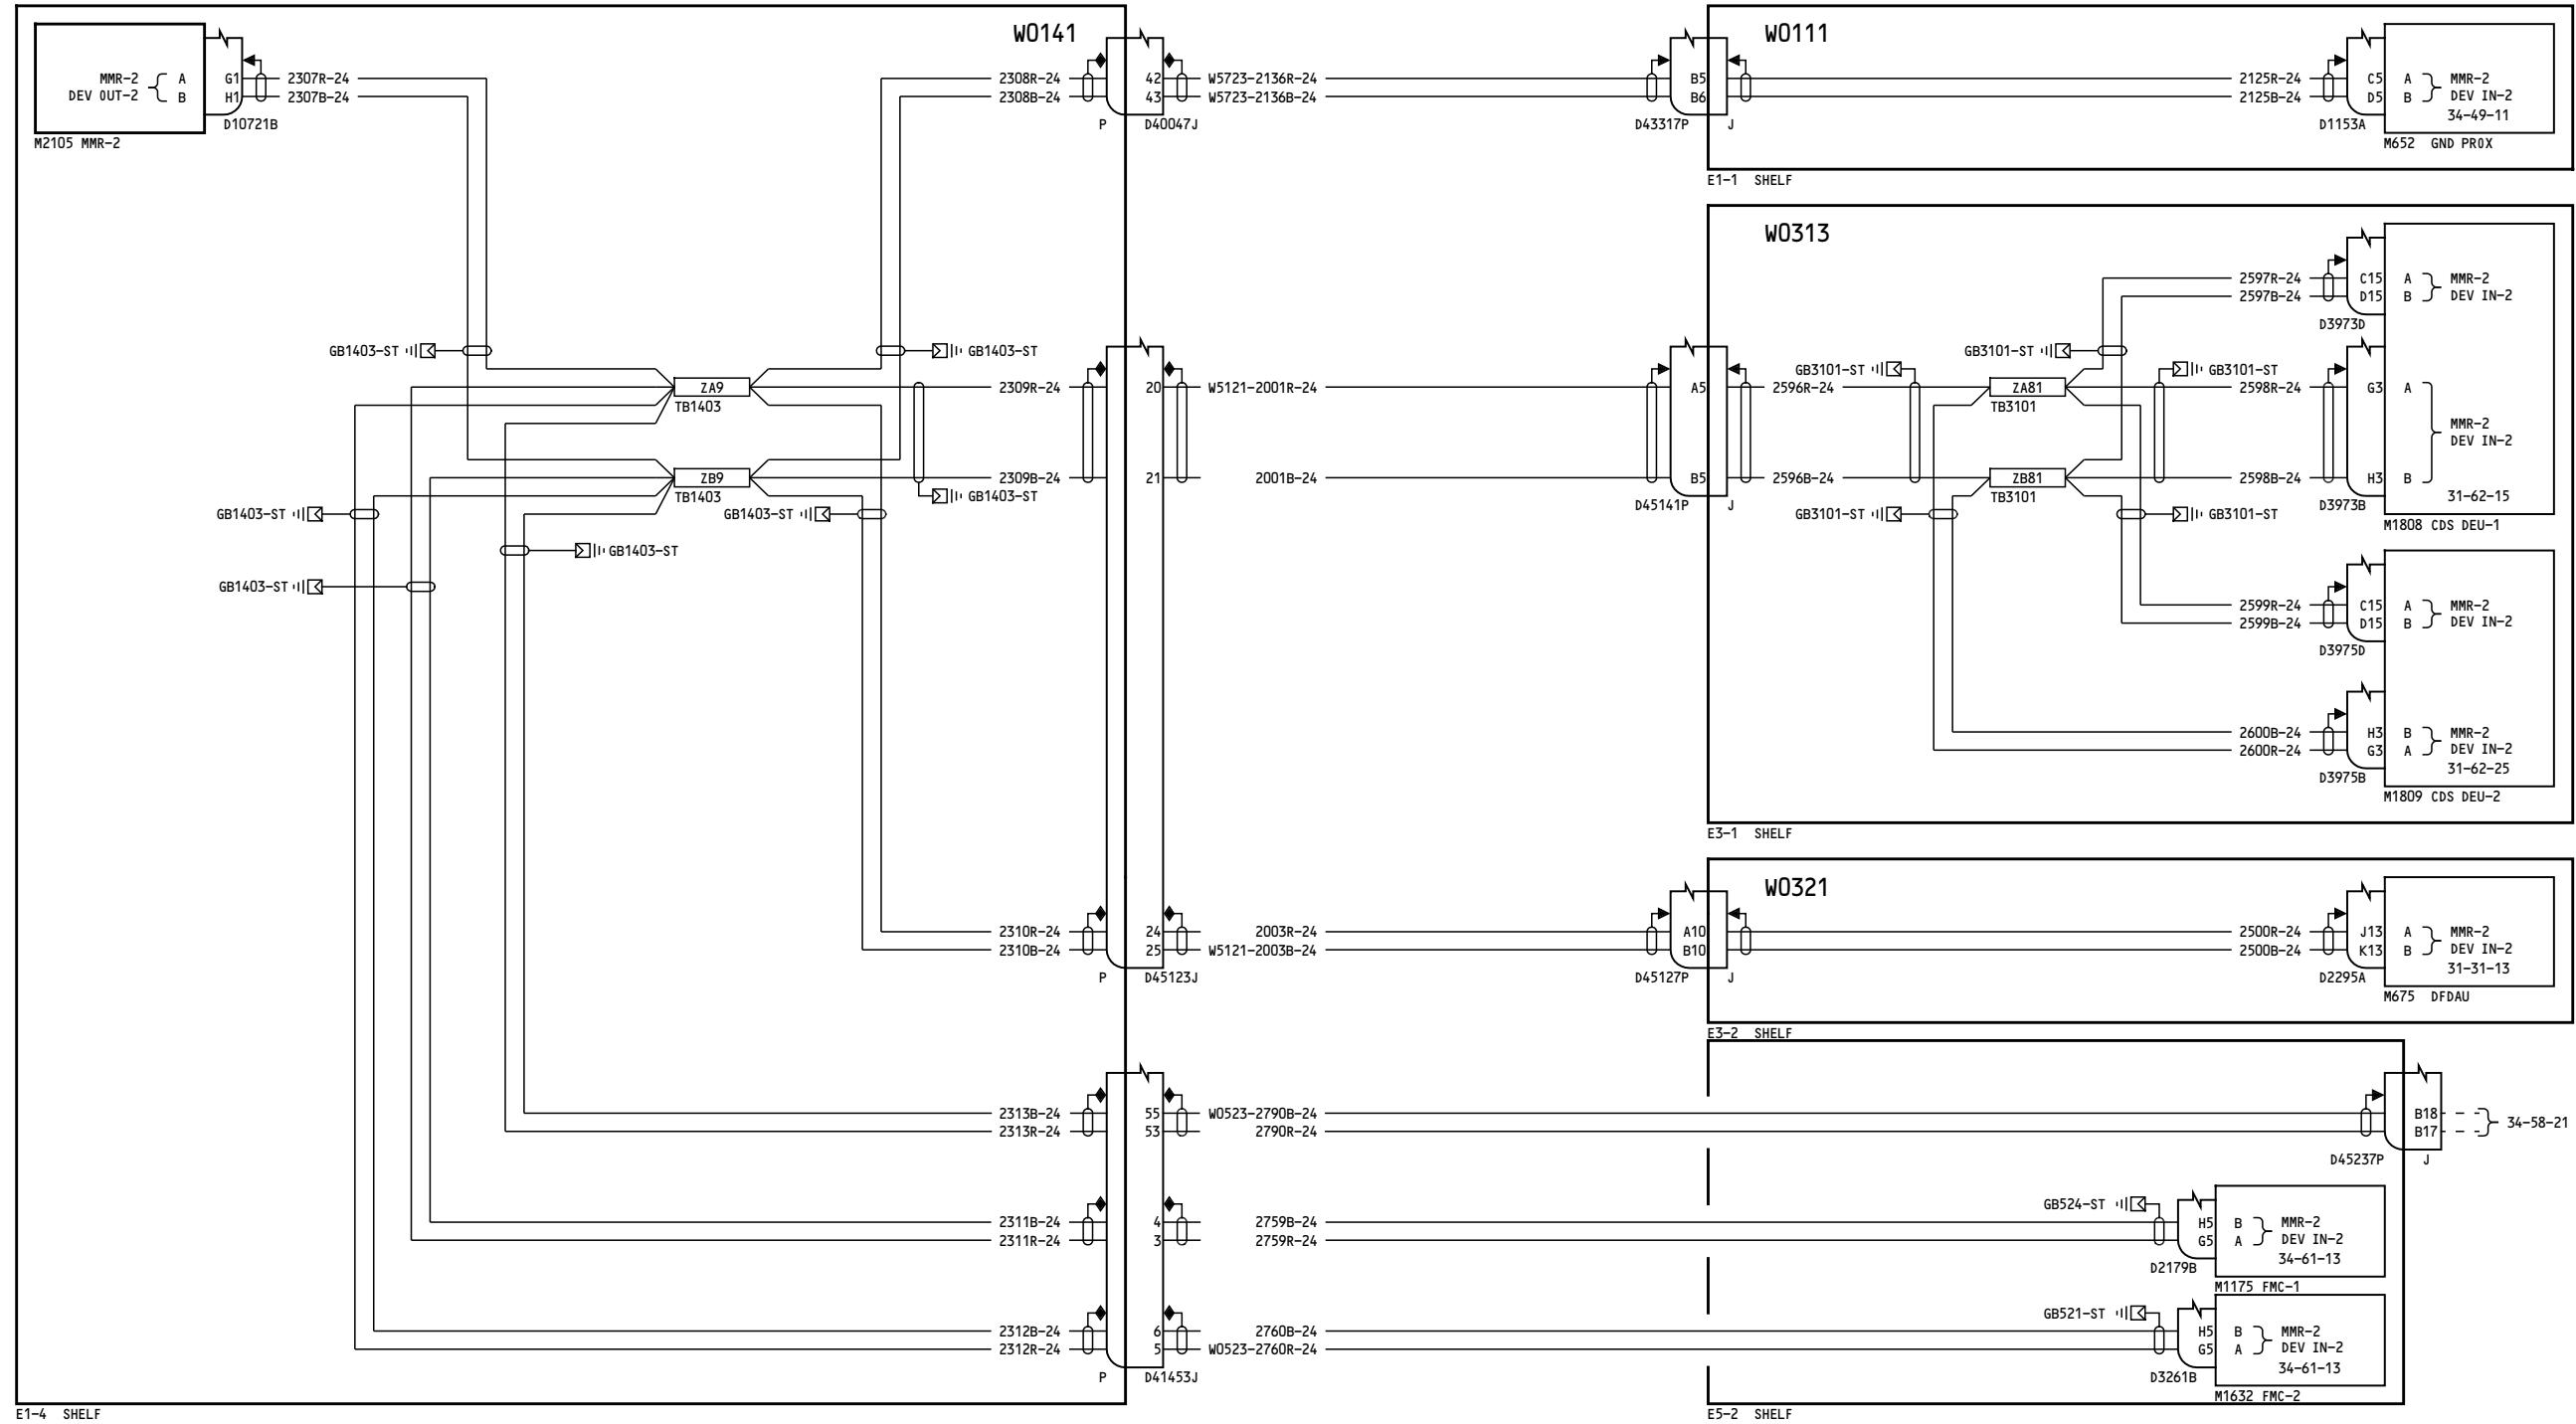 W0141
MMR-2 A G1 2307R-24
DEV OUT-2 B H1 2307B-24
D10721B
M2105 MMR-2
2308R-24 42 W5723-2136R-24 B5
2308B-24 43 W5723-2136B-24 B6
P D40047J D43317P J
W0111
2125R-24 C5 A MMR-2
2125B-24 D5 B DEV IN-2
34-49-11
D1153A
M652 GND PROX
E1-1 SHELF
GB1403-ST GB1403-ST
ZA9
TB1403
2309R-24 20 W5121-2001R-24 A5
ZB9
TB1403
2309B-24 21 2001B-24 B5
GB1403-ST
GB1403-ST GB1403-ST
GB1403-ST
GB1403-ST
D45141P J
W0313
2597R-24 C15 A MMR-2
2597B-24 D15 B DEV IN-2
D3973D
GB3101-ST
GB3101-ST GB3101-ST
2596R-24 ZA81 2598R-24 G3 A
TB3101
MMR-2
DEV IN-2
2596B-24 ZB81 2598B-24 H3 B
TB3101
31-62-15
D3973B
GB3101-ST GB3101-ST
M1808 CDS DEU-1
2599R-24 C15 A MMR-2
2599B-24 D15 B DEV IN-2
D3975D
2600B-24 H3 B MMR-2
2600R-24 G3 A DEV IN-2
31-62-25
D3975B
M1809 CDS DEU-2
E3-1 SHELF
W0321
2310R-24 24 2003R-24 A10 2500R-24 J13 A MMR-2
2310B-24 25 W5121-2003B-24 B10 2500B-24 K13 B DEV IN-2
31-31-13
P D45123J D45127P J D2295A
M675 DFDAU
E3-2 SHELF
2313B-24 55 W0523-2790B-24 B18
2313R-24 53 2790R-24 B17
34-58-21
D45237P J
GB524-ST
2311B-24 4 2759B-24 H5 B MMR-2
2311R-24 3 2759R-24 G5 A DEV IN-2
34-61-13
D2179B
M1175 FMC-1
GB521-ST
2312B-24 6 2760B-24 H5 B MMR-2
2312R-24 5 W0523-2760R-24 G5 A DEV IN-2
34-61-13
P D41453J D3261B
M1632 FMC-2
E1-4 SHELF E5-2 SHELF